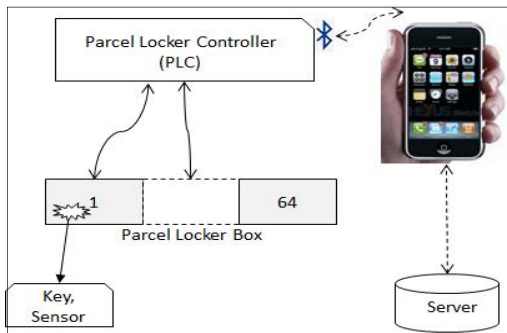 Parcel Locker Controller
(PLC)
1
64
Parcel Locker Box
Key,
Sensor
Server